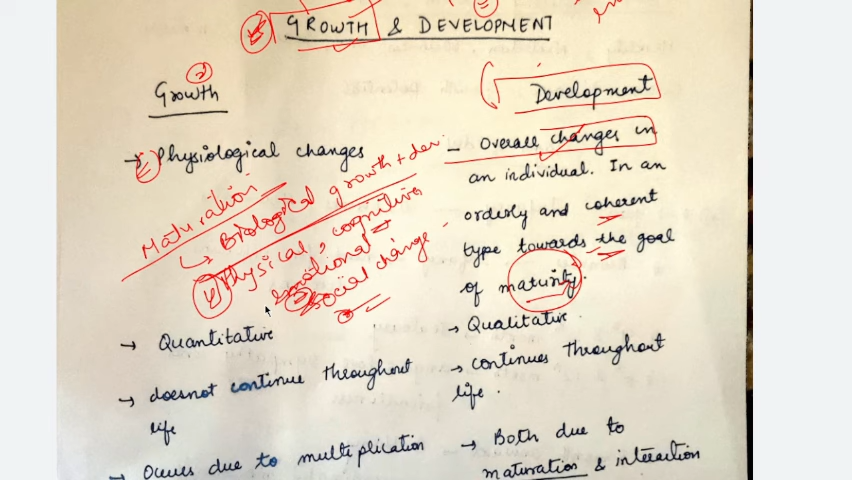 GROWTH & DEVELOPMENT
Growth
→ Physiological changes
Maturation
↳ Biological growth + dev.
Physical, cognitive
emotional
social change
→ Quantitative
→ doesnot continue throughout
life
→ Occurs due to multiplication
Development
- Overall changes in
an individual. In an
orderly and coherent
type towards the goal
of maturity.
→ Qualitative.
→ continues throughout
life.
→ Both due to
maturation & interaction